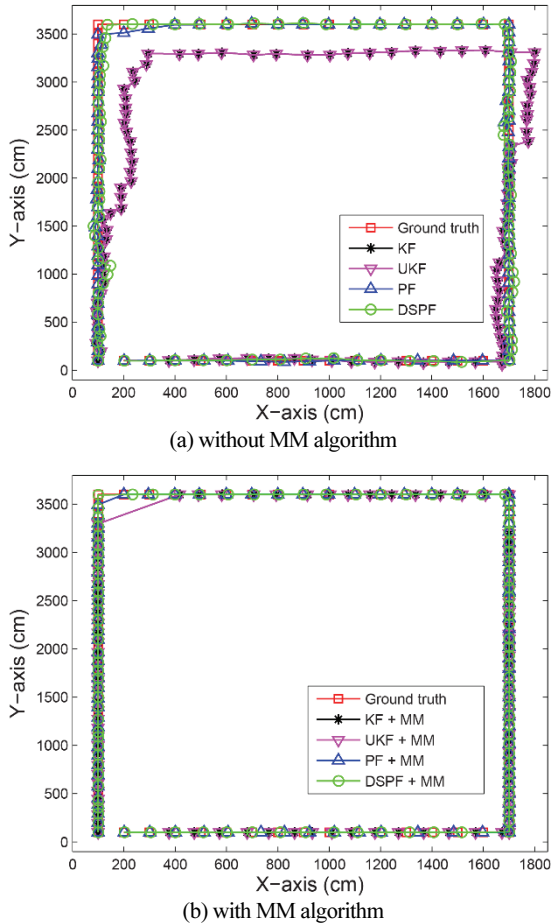 3500
3000
2500
2000
1500
1000
500
0
Y-axis (cm)
Ground truth
KF
UKF
PF
DSPF
0 200 400 600 800 1000 1200 1400 1600 1800
X-axis (cm)
(a) without MM algorithm
3500
3000
2500
2000
1500
1000
500
0
Y-axis (cm)
Ground truth
KF + MM
UKF + MM
PF + MM
DSPF + MM
0 200 400 600 800 1000 1200 1400 1600 1800
X-axis (cm)
(b) with MM algorithm